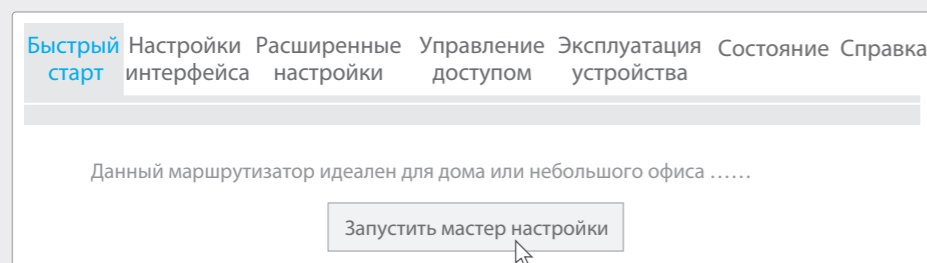 Быстрый старт
Настройки интерфейса
Расширенные настройки
Управление доступом
Эксплуатация устройства
Состояние
Справка
Данный маршрутизатор идеален для дома или небольшого офиса ……
Запустить мастер настройки